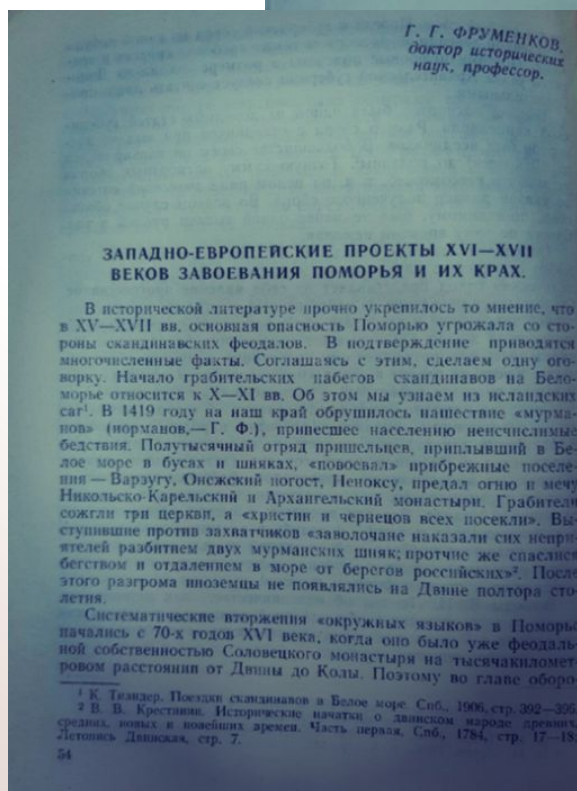 Г. Г. ФРУМЕНКОВ,
доктор исторических
наук, профессор.
ЗАПАДНО-ЕВРОПЕЙСКИЕ ПРОЕКТЫ XVI—XVII
ВЕКОВ ЗАВОЕВАНИЯ ПОМОРЬЯ И ИХ КРАХ.
В исторической литературе прочно укрепилось то мнение, что
в XV—XVII вв. основная опасность Поморью угрожала со сто-
роны скандинавских феодалов. В подтверждение приводятся
многочисленные факты. Соглашаясь с этим, сделаем одну ого-
ворку. Начало грабительских набегов скандинавов на Бело-
морье относится к X—XI вв. Об этом мы узнаем из исландских
саг¹. В 1419 году на наш край обрушилось нашествие «мурма-
нов» (норманов,— Г. Ф.), принесшее населению неисчислимые
бедствия. Полутысячный отряд пришельцев, приплывший в Бе-
лое море в бусах и шняках, «повоевал» прибрежные поселе-
ния — Варзугу, Онежский погост, Неноксу, предал огню и мечу
Никольско-Карельский и Архангельский монастыри. Грабители
сожгли три церкви, а «христиан и чернецов всех посекли». Вы-
ступившие против захватчиков «заволочане наказали сих непри-
ятелей разбитием двух мурманских шняк; протчие же спаслися
бегством и отдалением в море от берегов российских»². После
этого разгрома иноземцы не появлялись на Двине полтора сто-
летия.
Систематические вторжения «окружных языков» в Поморье
начались с 70-х годов XVI века, когда оно было уже феодаль-
ной собственностью Соловецкого монастыря на тысячекиломет-
ровом расстоянии от Двины до Колы. Поэтому во главе оборо-
¹ К. Тиандер. Поездки скандинавов в Белое море. Спб., 1906, стр. 392—396.
² В. В. Крестинин. Исторические начатки о двинском народе древних,
средних, новых и новейших времен. Часть первая, Спб., 1784, стр. 17—18;
Летопись Двинская, стр. 7.
54